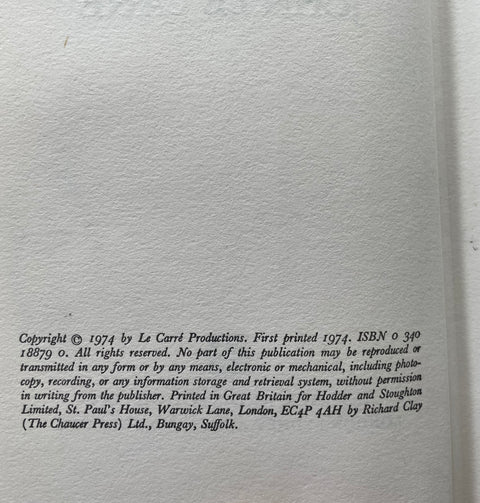 Copyright © 1974 by Le Carré Productions. First printed 1974. ISBN 0 340
18879 0. All rights reserved. No part of this publication may be reproduced or
transmitted in any form or by any means, electronic or mechanical, including photo-
copy, recording, or any information storage and retrieval system, without permission
in writing from the publisher. Printed in Great Britain for Hodder and Stoughton
Limited, St. Paul's House, Warwick Lane, London, EC4P 4AH by Richard Clay
(The Chaucer Press) Ltd., Bungay, Suffolk.